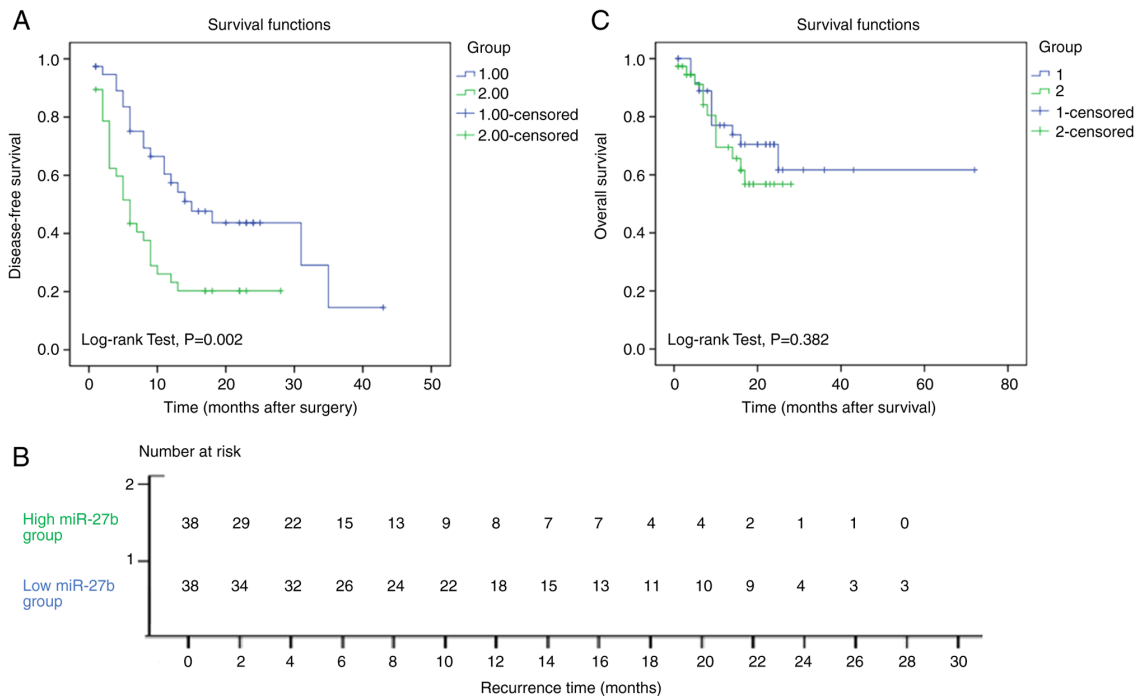 A
Survival functions
1.0
0.8
0.6
0.4
0.2
0.0
Disease-free survival
Log-rank Test, P=0.002
0 10 20 30 40 50
Time (months after surgery)
Group
1.00
2.00
1.00-censored
2.00-censored
C
Survival functions
1.0
0.8
0.6
0.4
0.2
0.0
Overall survival
Log-rank Test, P=0.382
0 20 40 60 80
Time (months after survival)
Group
1
2
1-censored
2-censored
B
Number at risk
2
High miR-27b
group
38 29 22 15 13 9 8 7 7 4 4 2 1 1 0
1
Low miR-27b
group
38 34 32 26 24 22 18 15 13 11 10 9 4 3 3
0 2 4 6 8 10 12 14 16 18 20 22 24 26 28 30
Recurrence time (months)